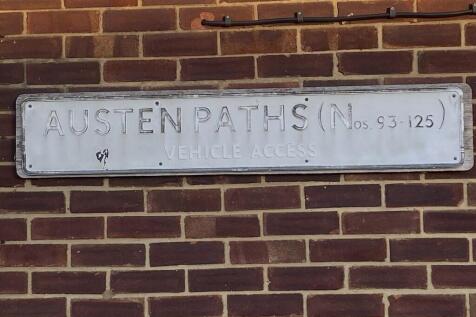 AUSTEN PATHS (Nos. 93-125)
VEHICLE ACCESS